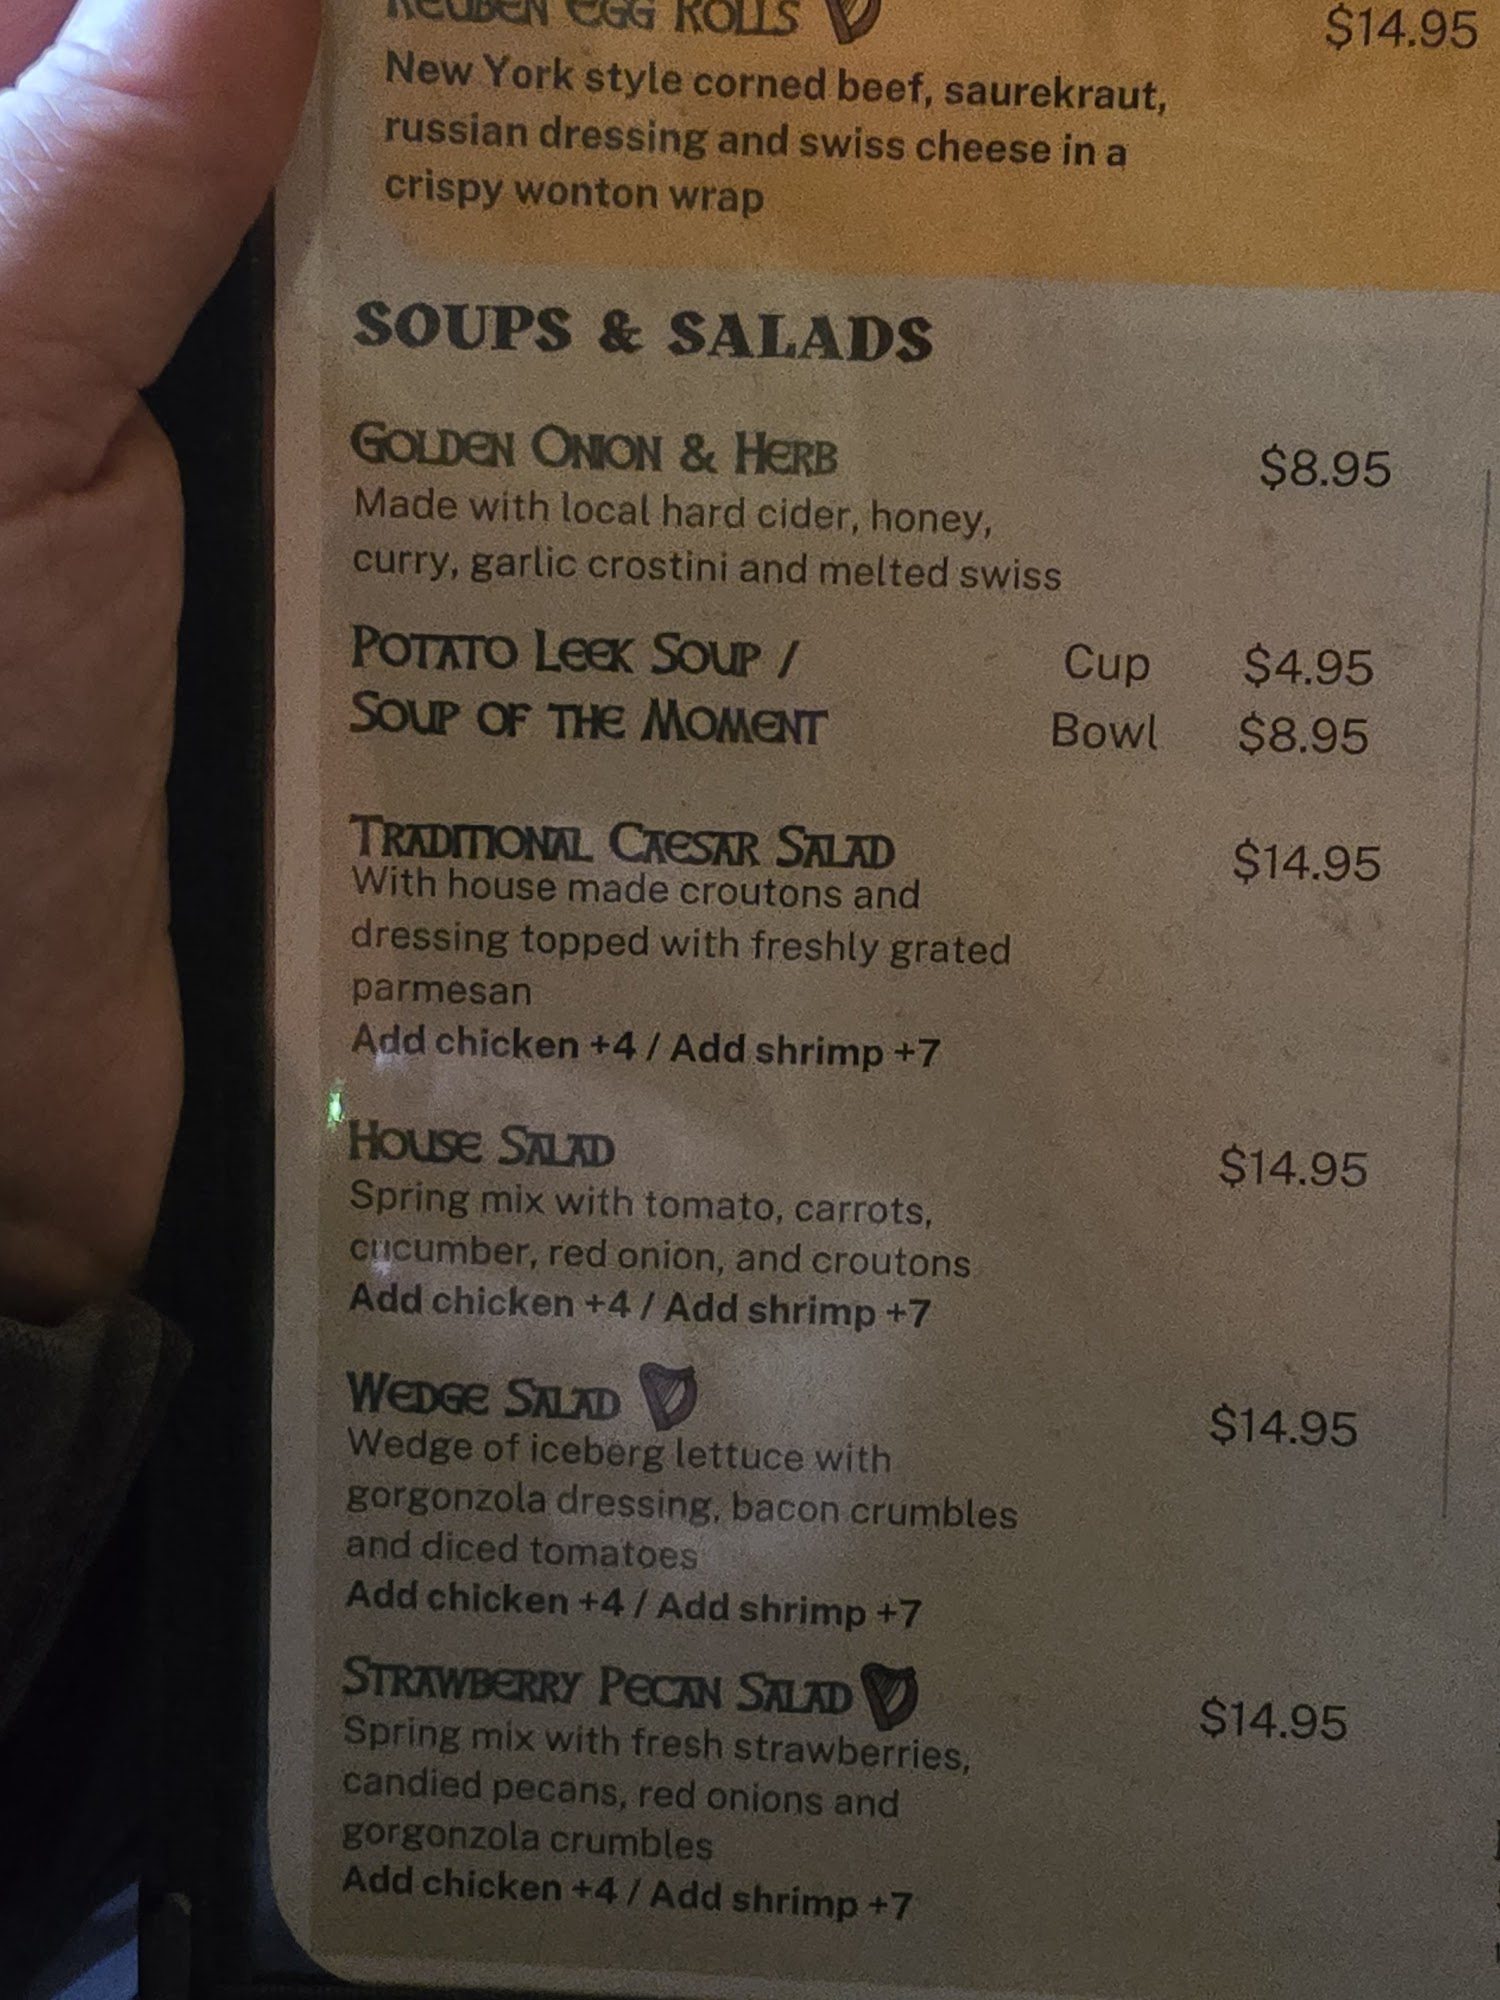 REUBEN EGG ROLLS $14.95
New York style corned beef, saurekraut,
russian dressing and swiss cheese in a
crispy wonton wrap
SOUPS & SALADS
GOLDEN ONION & HERB $8.95
Made with local hard cider, honey,
curry, garlic crostini and melted swiss
POTATO LEEK SOUP / Cup $4.95
SOUP OF THE MOMENT Bowl $8.95
TRADITIONAL CAESAR SALAD $14.95
With house made croutons and
dressing topped with freshly grated
parmesan
Add chicken +4 / Add shrimp +7
HOUSE SALAD $14.95
Spring mix with tomato, carrots,
cucumber, red onion, and croutons
Add chicken +4 / Add shrimp +7
WEDGE SALAD $14.95
Wedge of iceberg lettuce with
gorgonzola dressing, bacon crumbles
and diced tomatoes
Add chicken +4 / Add shrimp +7
STRAWBERRY PECAN SALAD $14.95
Spring mix with fresh strawberries,
candied pecans, red onions and
gorgonzola crumbles
Add chicken +4 / Add shrimp +7